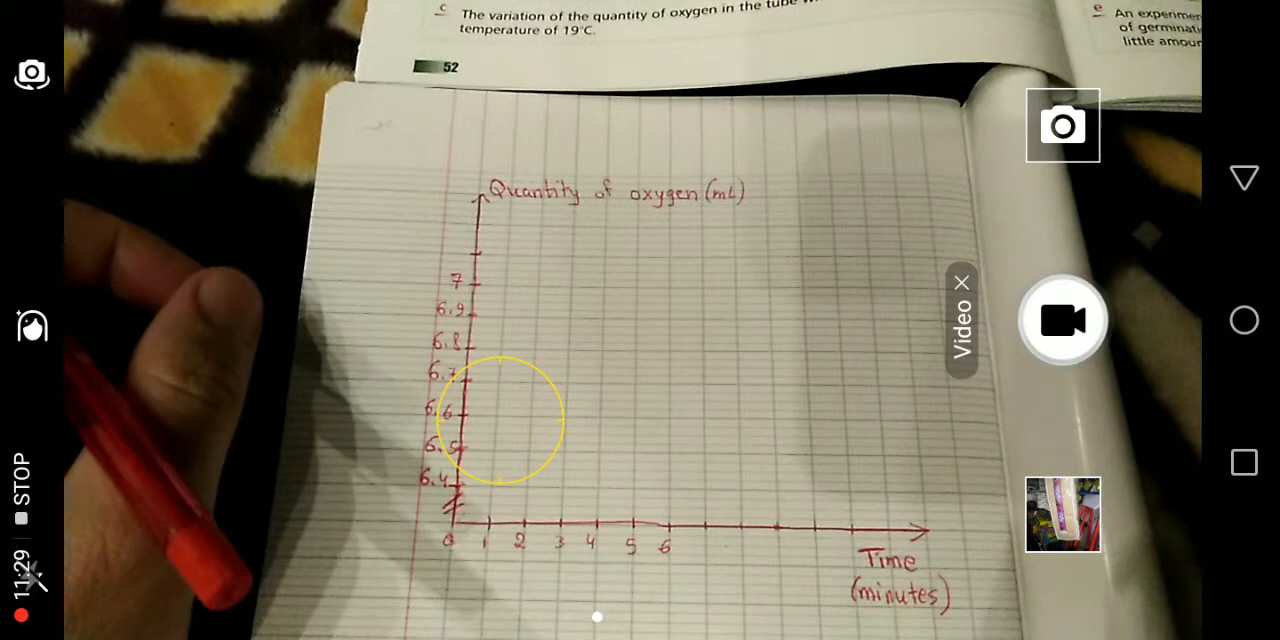 c The variation of the quantity of oxygen in the tube
temperature of 19°C.
52
e An experimen
of germinati
little amour
Quantity of oxygen (mL)
7
6.9
6.8
6.7
6.6
6.5
6.4
0 1 2 3 4 5 6
Time
(minutes)
Video ×
11:29 STOP